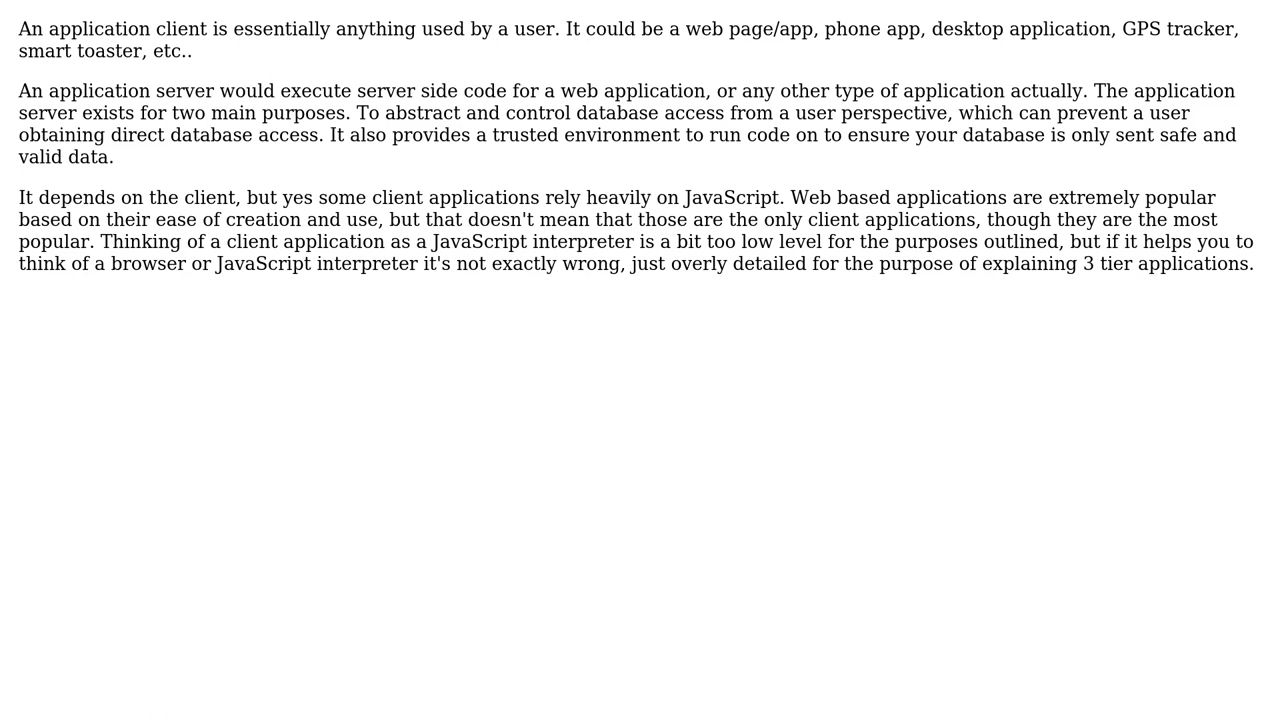 An application client is essentially anything used by a user. It could be a web page/app, phone app, desktop application, GPS tracker,
smart toaster, etc..
An application server would execute server side code for a web application, or any other type of application actually. The application
server exists for two main purposes. To abstract and control database access from a user perspective, which can prevent a user
obtaining direct database access. It also provides a trusted environment to run code on to ensure your database is only sent safe and
valid data.
It depends on the client, but yes some client applications rely heavily on JavaScript. Web based applications are extremely popular
based on their ease of creation and use, but that doesn't mean that those are the only client applications, though they are the most
popular. Thinking of a client application as a JavaScript interpreter is a bit too low level for the purposes outlined, but if it helps you to
think of a browser or JavaScript interpreter it's not exactly wrong, just overly detailed for the purpose of explaining 3 tier applications.